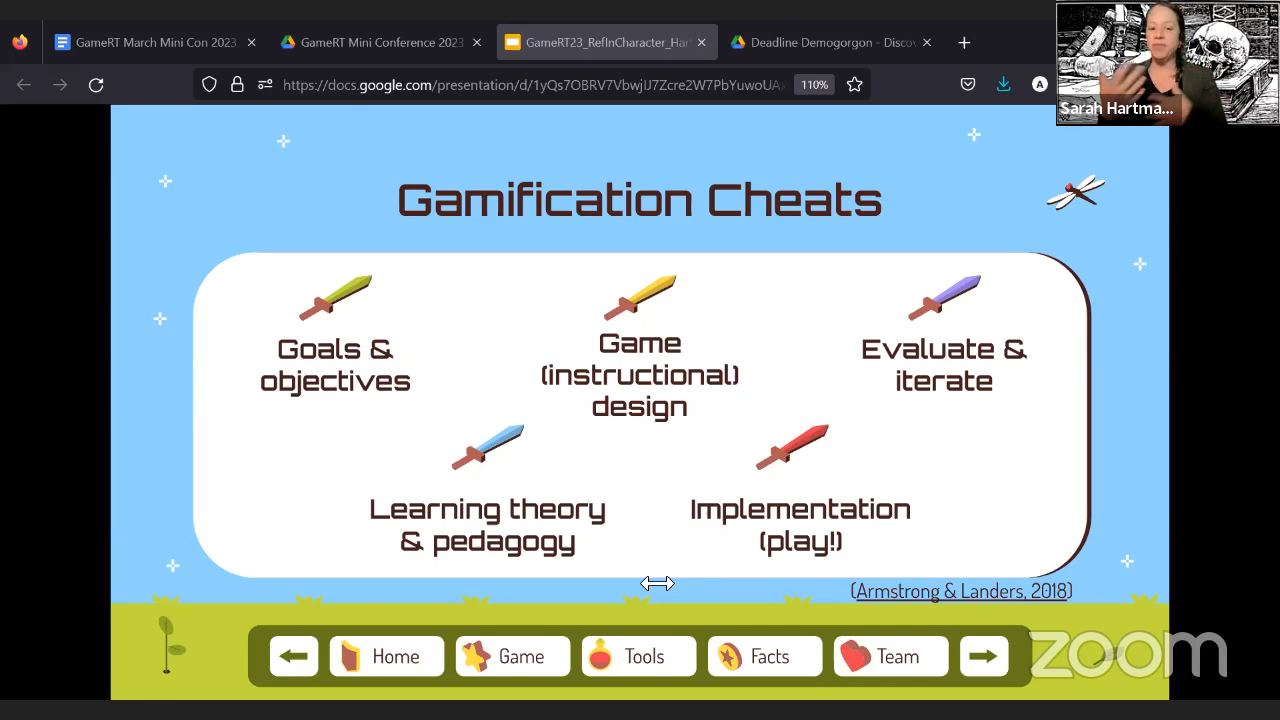 GameRT March Mini Con 2023
GameRT Mini Conference 2023
GameRT23_RefInCharacter_Har
Deadline Demogorgon - Discov
https://docs.google.com/presentation/d/1yQs7OBRV7VbwjIJ7Zcre2W7PbYuwoUA
110%
A
Sarah Hartma...
Gamification Cheats
Goals &
objectives
Game
(instructional)
design
Evaluate &
iterate
Learning theory
& pedagogy
Implementation
(play!)
(Armstrong & Landers, 2018)
Home
Game
Tools
Facts
Team
zoom